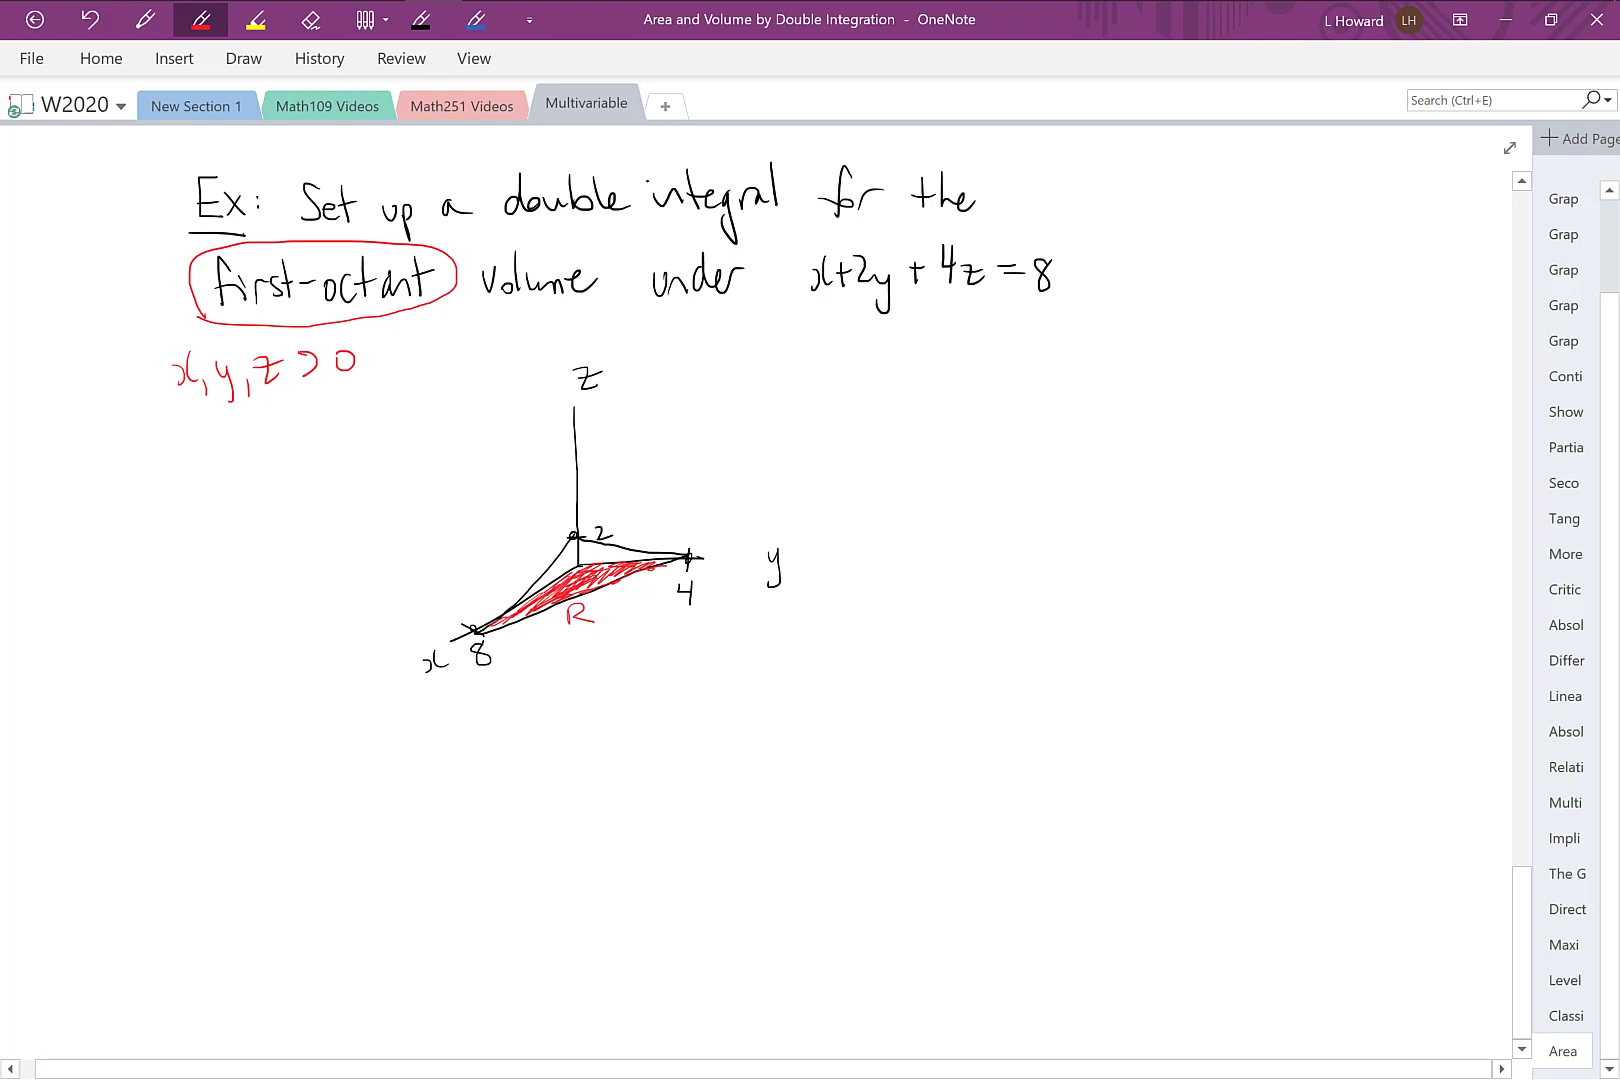 Area and Volume by Double Integration - OneNote
L Howard LH
File Home Insert Draw History Review View
W2020 New Section 1 Math109 Videos Math251 Videos Multivariable +
Search (Ctrl+E)
+ Add Page
Ex: Set up a double integral for the
first-octant volume under x+2y+4z=8
x, y, z > 0
z
2
y
4
R
x 8
Grap
Grap
Grap
Grap
Grap
Conti
Show
Partia
Seco
Tang
More
Critic
Absol
Differ
Linea
Absol
Relati
Multi
Impli
The G
Direct
Maxi
Level
Classi
Area